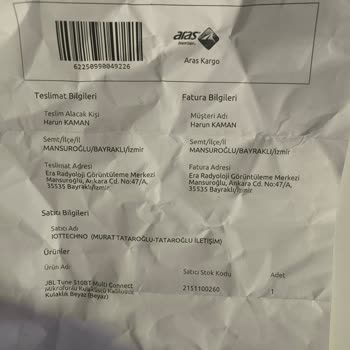 62250990049226
aras
Aras Kargo
Teslimat Bilgileri
Teslim Alacak Kişi
Harun KAMAN
Semt/İlçe/İl
MANSUROĞLU/BAYRAKLI/İzmir
Teslimat Adresi
Era Radyoloji Görüntüleme Merkezi
Mansuroğlu, Ankara Cd. No:47/A,
35535 Bayraklı/İzmir
Fatura Bilgileri
Müşteri Adı
Harun KAMAN
Semt/İlçe/İl
MANSUROĞLU/BAYRAKLI/İzmir
Fatura Adresi
Era Radyoloji Görüntüleme Merkezi
Mansuroğlu, Ankara Cd. No:47/A,
35535 Bayraklı/İzmir
Satıcı Bilgileri
Satıcı Adı
IOTTECHNO (MURAT TATAROĞLU-TATAROĞLU İLETİŞİM)
Ürünler
Ürün Adı
Satıcı Stok Kodu
Adet
JBL Tune 510BT Multi Connect
Mikrofonlu Kulaküstü Kablosuz
Kulaklık Beyaz (Beyaz)
2151100260
1